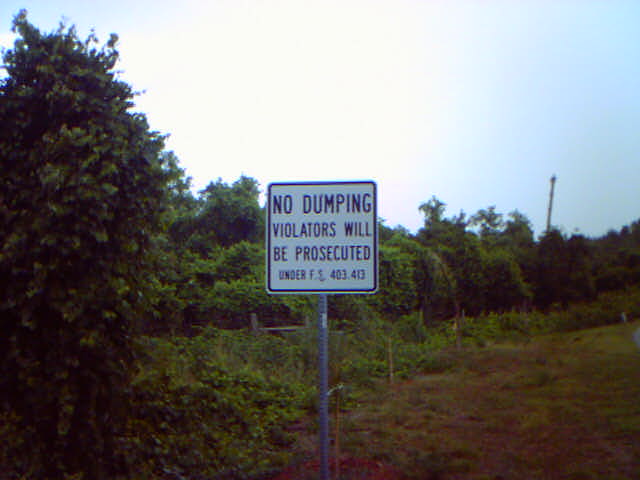 NO DUMPING
VIOLATORS WILL
BE PROSECUTED
UNDER F.S. 403.413